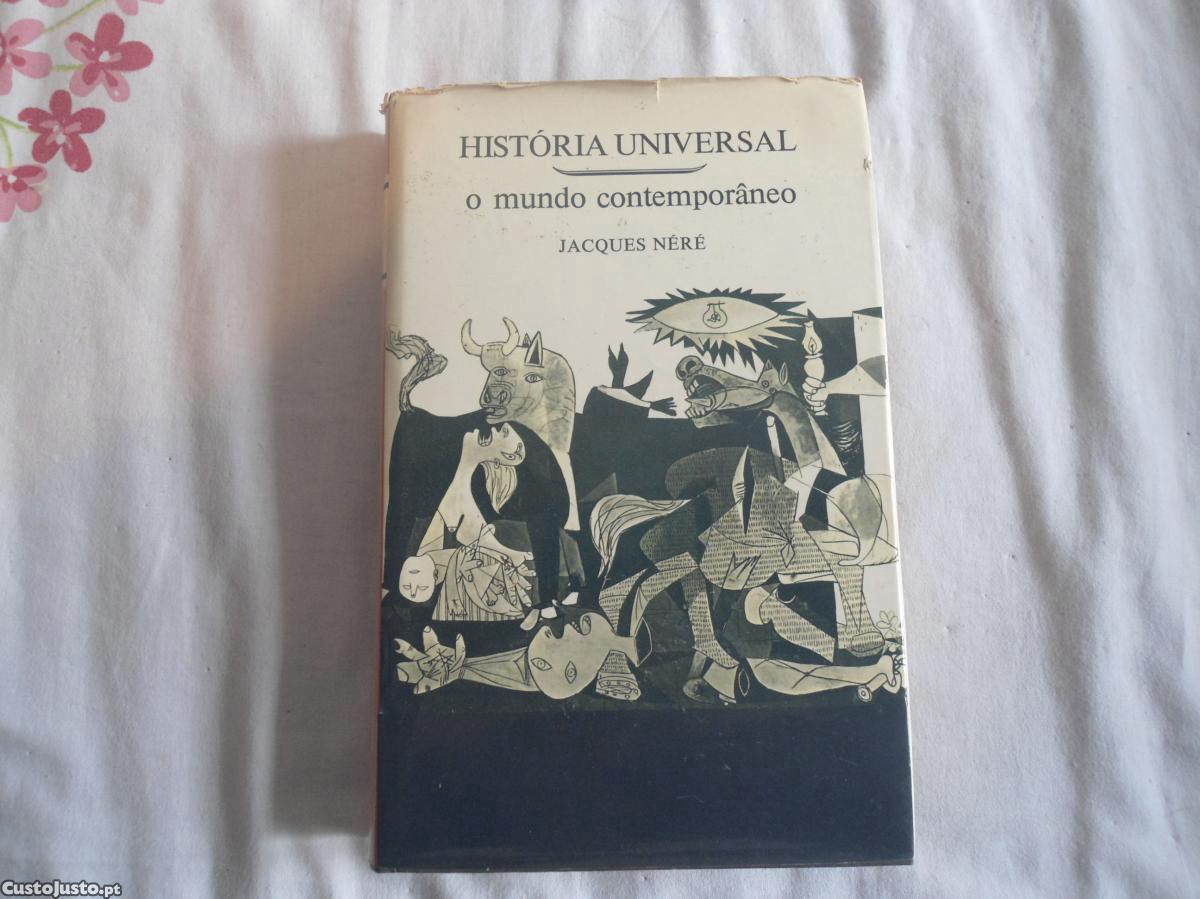 HISTÓRIA UNIVERSAL
o mundo contemporâneo
JACQUES NÉRÉ
CustoJusto.pt